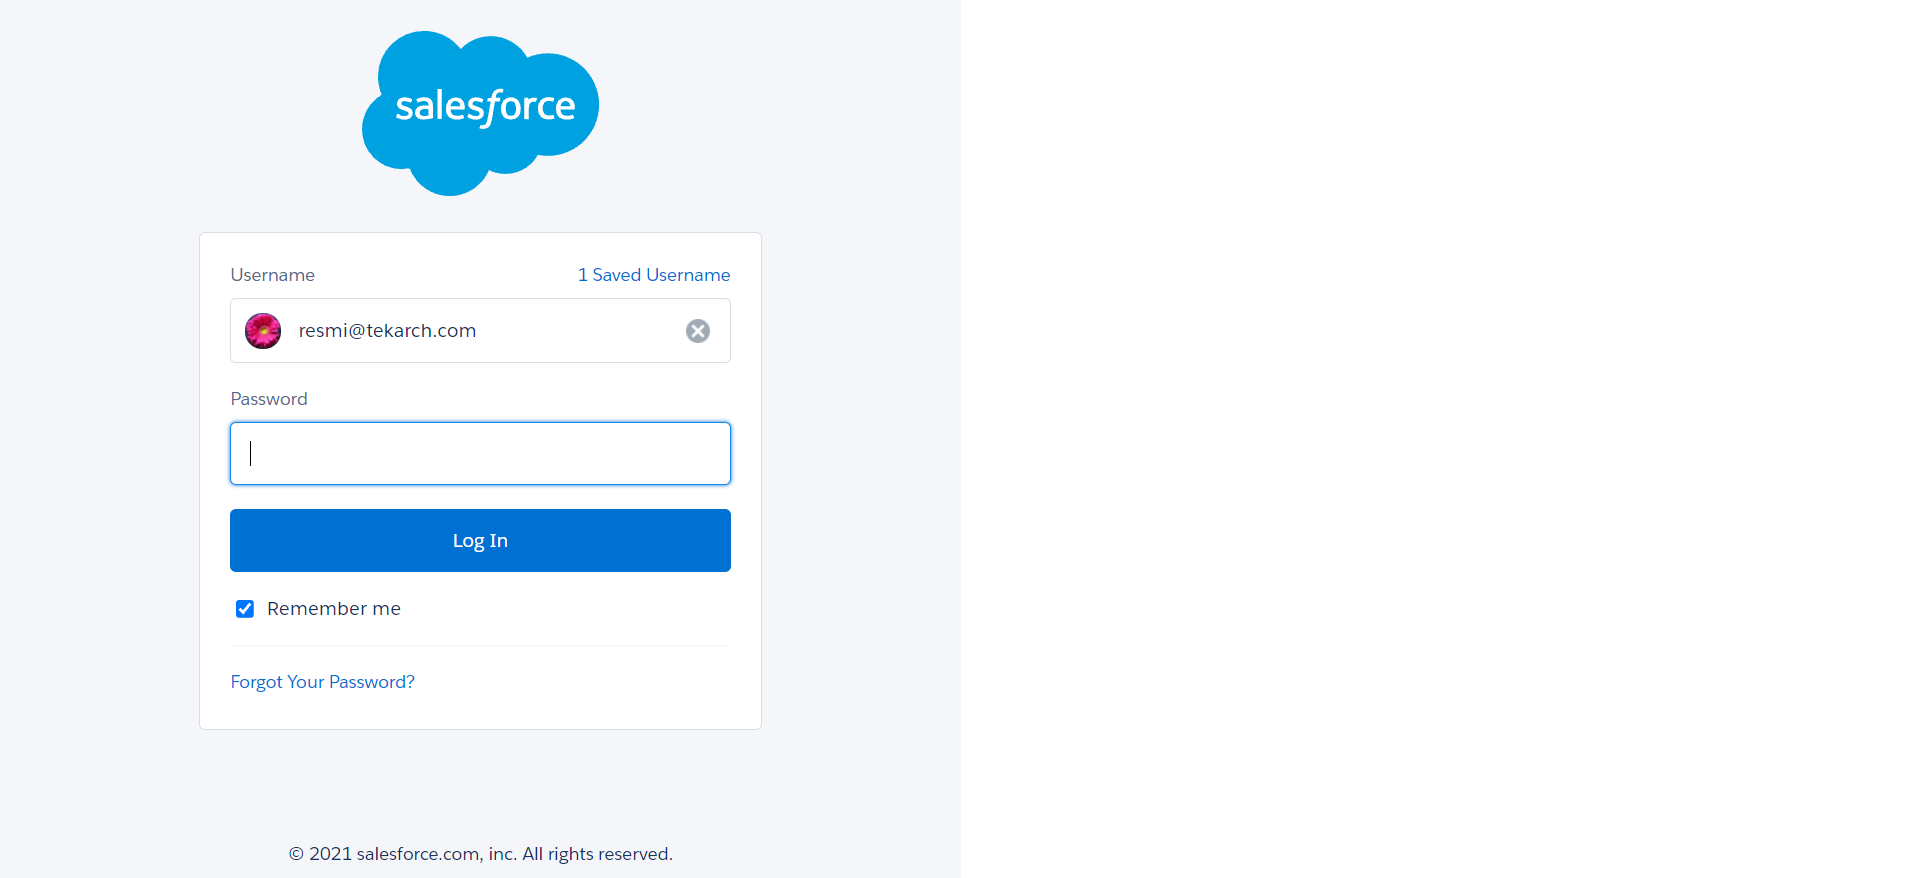 salesforce
Username
1 Saved Username
resmi@tekarch.com
Password
Log In
Remember me
Forgot Your Password?
© 2021 salesforce.com, inc. All rights reserved.